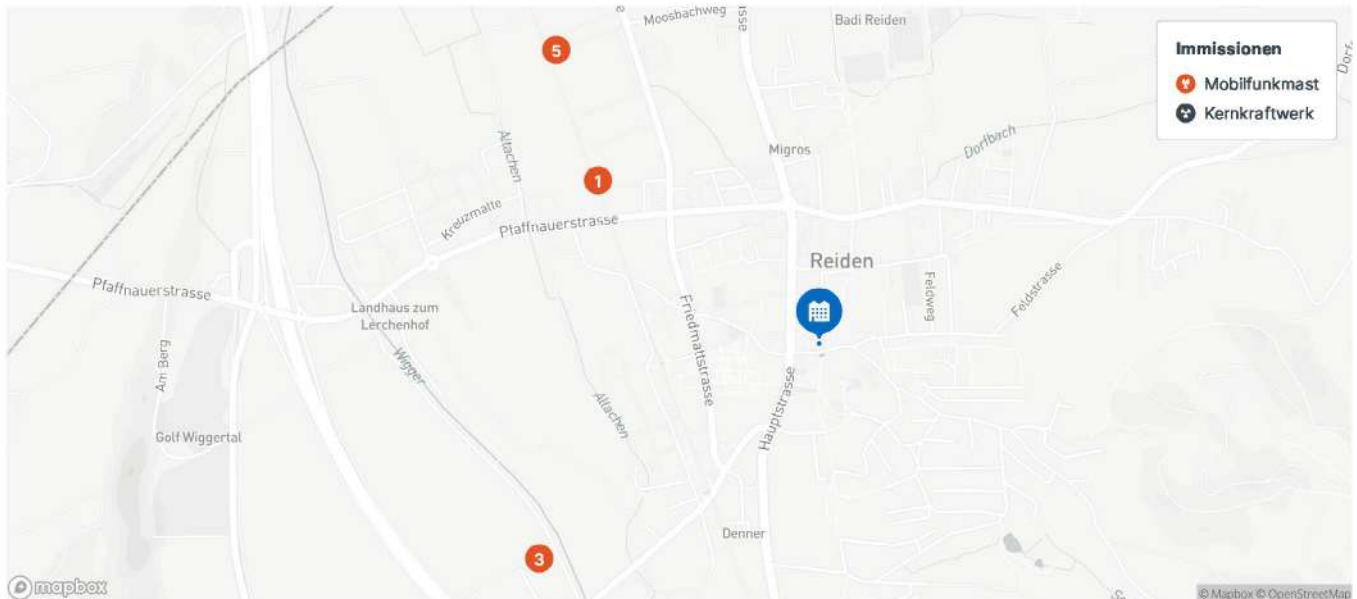 Moosbachweg
Badi Reiden
Immissionen
Mobilfunkmast
Kernkraftwerk
5
Altachen
Migros
Dorfbach
1
Kreuzmatte
Pfaffnauerstrasse
Reiden
Pfaffnauerstrasse
Landhaus zum
Lerchenhof
Friedmattstrasse
Feldweg
Feldstrasse
Am Berg
Wigger
Altachen
Hauptstrasse
Golf Wiggertal
Denner
3
mapbox
© Mapbox © OpenStreetMap